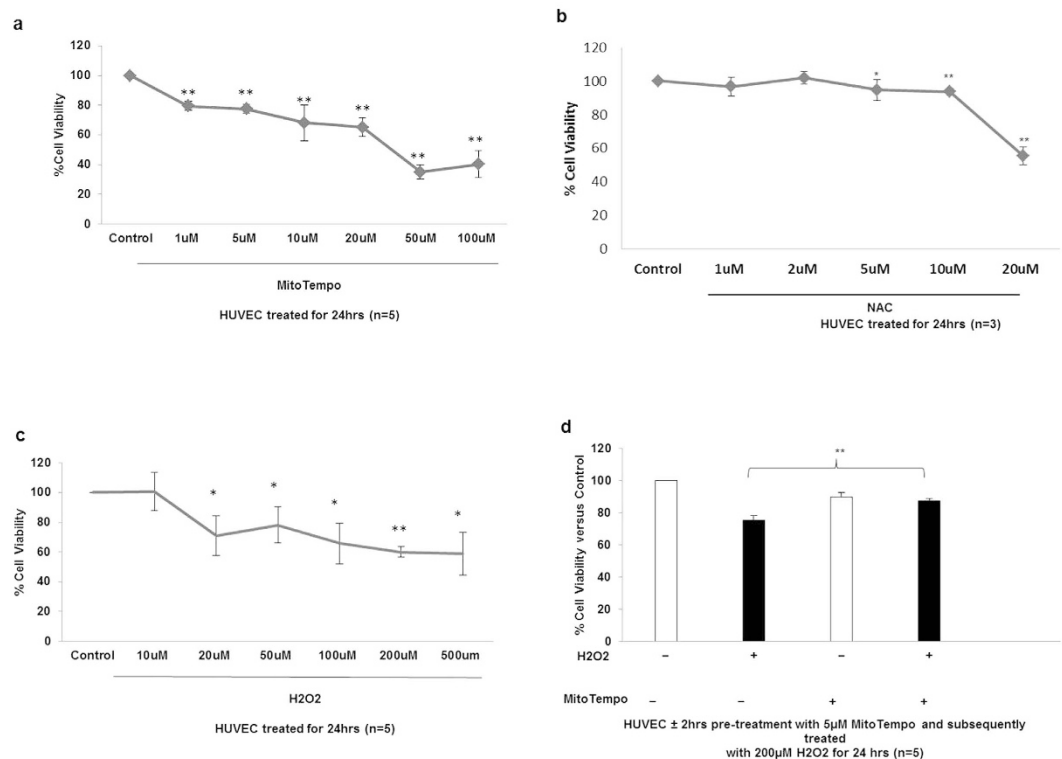 a
120
100
80
60
40
20
0
%Cell Viability
** ** ** ** ** **
Control 1uM 5uM 10uM 20uM 50uM 100uM
MitoTempo
HUVEC treated for 24hrs (n=5)
b
120
100
80
60
40
20
0
% Cell Viability
* ** **
Control 1uM 2uM 5uM 10uM 20uM
NAC
HUVEC treated for 24hrs (n=3)
c
120
100
80
60
40
20
0
% Cell Viability
* * * ** *
Control 10uM 20uM 50uM 100uM 200uM 500um
H2O2
HUVEC treated for 24hrs (n=5)
d
120
100
80
60
40
20
0
% Cell Viability versus Control
**
H2O2 – + – +
MitoTempo – – + +
HUVEC ± 2hrs pre-treatment with 5µM MitoTempo and subsequently
treated
with 200µM H2O2 for 24 hrs (n=5)